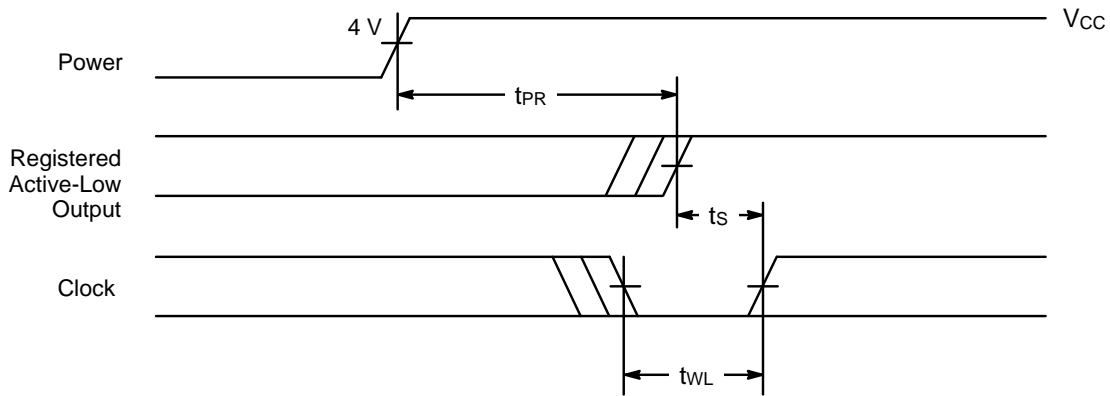 4 V
VCC
Power
tPR
Registered
Active-Low
Output
tS
Clock
tWL